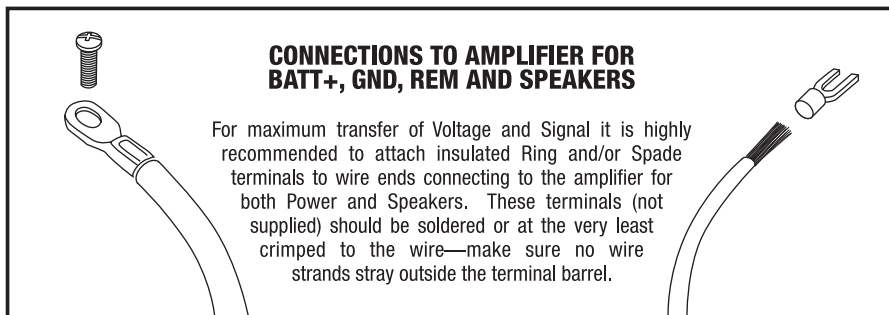 CONNECTIONS TO AMPLIFIER FOR
BATT+, GND, REM AND SPEAKERS
For maximum transfer of Voltage and Signal it is highly
recommended to attach insulated Ring and/or Spade
terminals to wire ends connecting to the amplifier for
both Power and Speakers. These terminals (not
supplied) should be soldered or at the very least
crimped to the wire—make sure no wire
strands stray outside the terminal barrel.